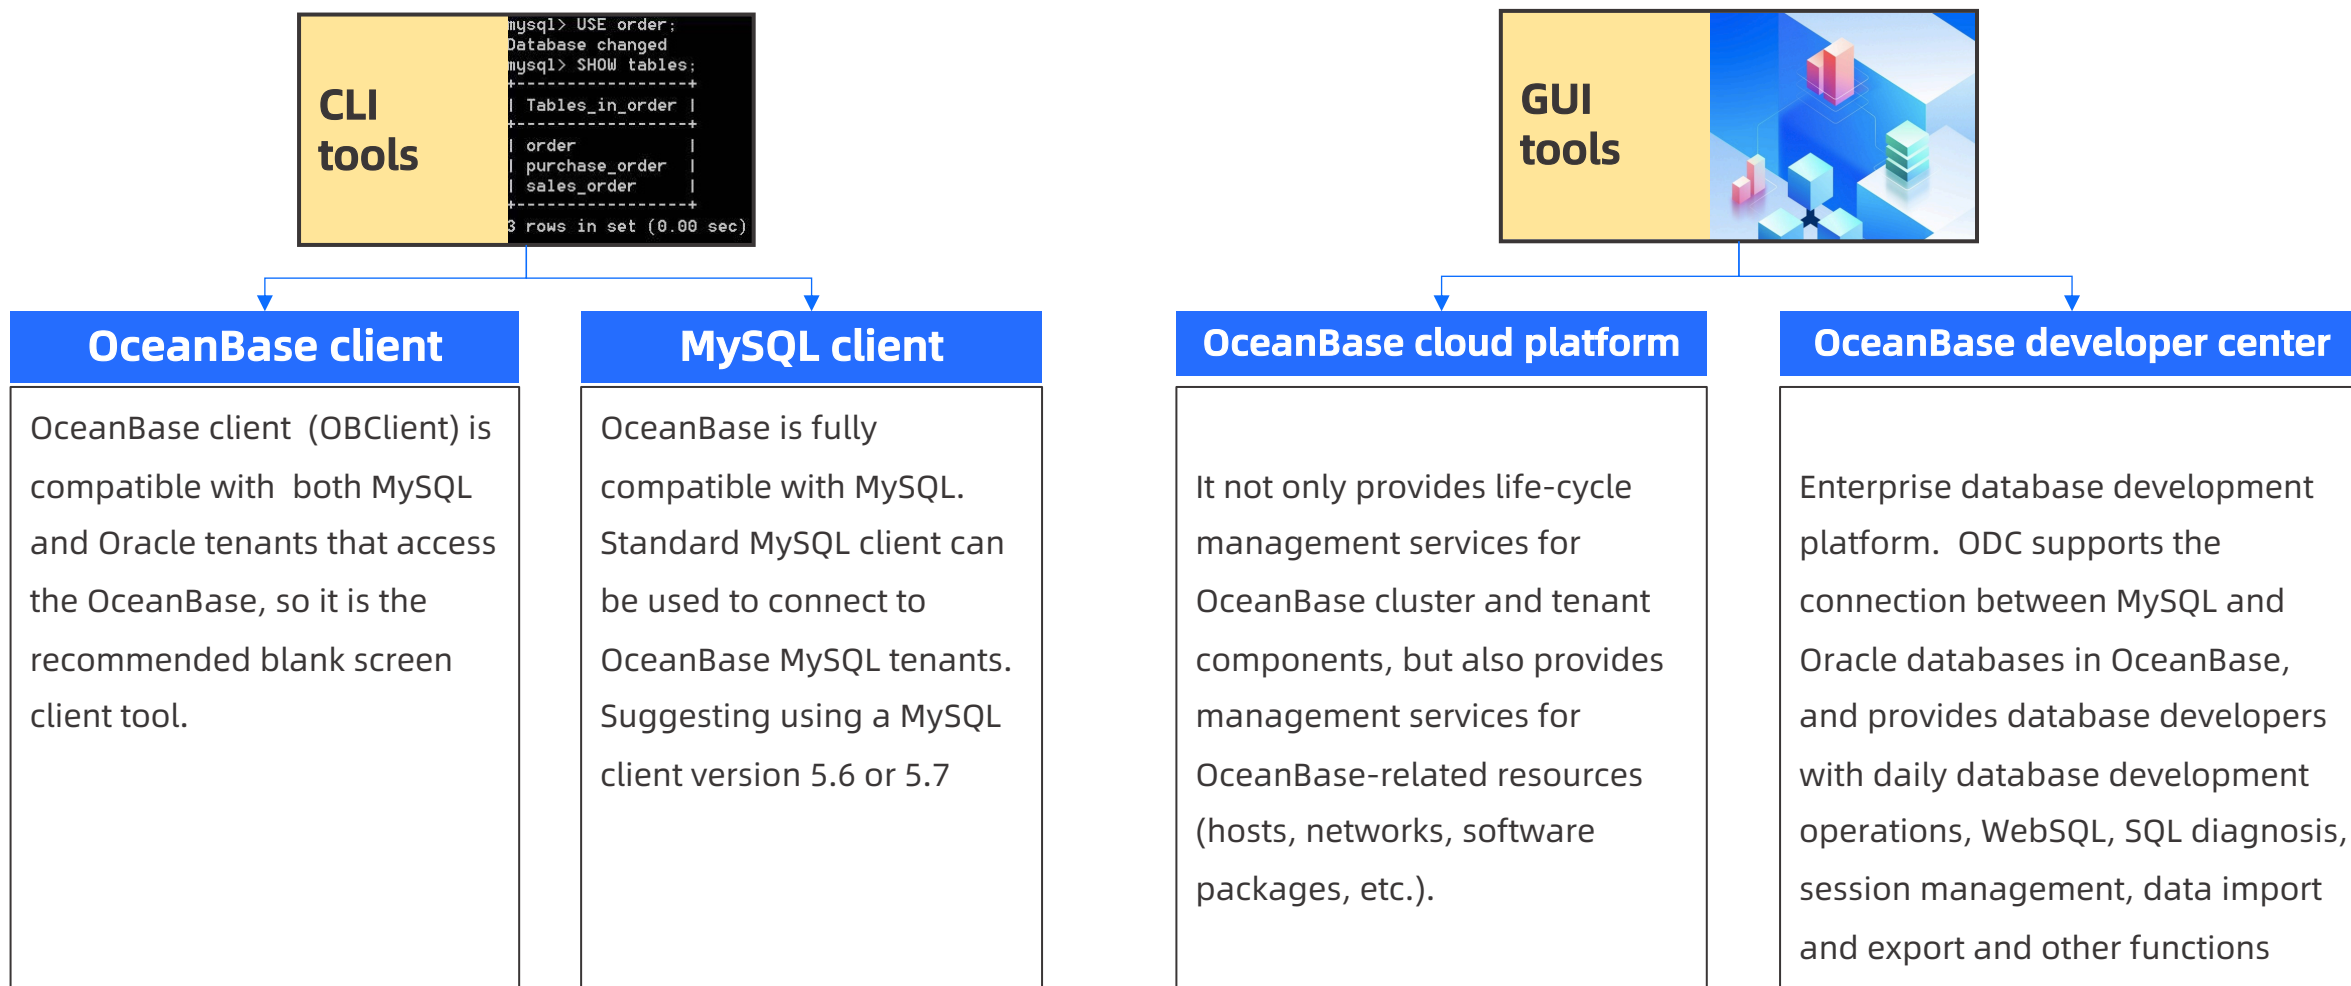 CLI
tools
mysql> USE order;
Database changed
mysql> SHOW tables;
+-----------------+
| Tables_in_order |
+-----------------+
| order           |
| purchase_order  |
| sales_order     |
+-----------------+
3 rows in set (0.00 sec)
OceanBase client
OceanBase client  (OBClient) is
compatible with  both MySQL
and Oracle tenants that access
the OceanBase, so it is the
recommended blank screen
client tool.
MySQL client
OceanBase is fully
compatible with MySQL.
Standard MySQL client can
be used to connect to
OceanBase MySQL tenants.
Suggesting using a MySQL
client version 5.6 or 5.7
GUI
tools
OceanBase cloud platform
It not only provides life-cycle
management services for
OceanBase cluster and tenant
components, but also provides
management services for
OceanBase-related resources
(hosts, networks, software
packages, etc.).
OceanBase developer center
Enterprise database development
platform.  ODC supports the
connection between MySQL and
Oracle databases in OceanBase,
and provides database developers
with daily database development
operations, WebSQL, SQL diagnosis,
session management, data import
and export and other functions